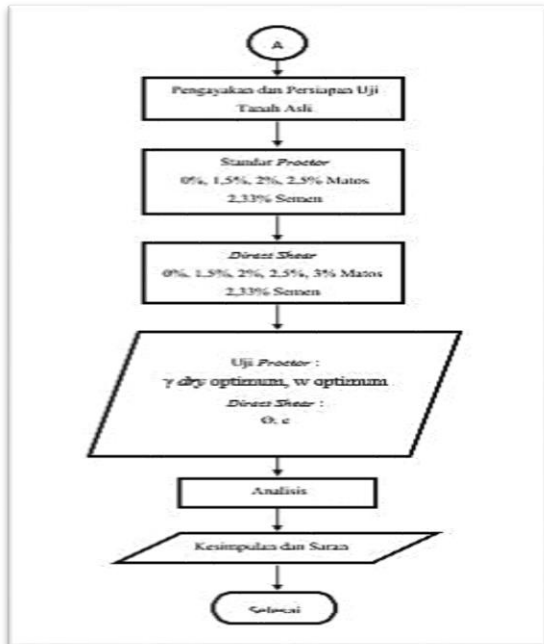 A
Pengayakan dan Persiapan Uji
Tanah Asli
Standar Proctor
0%, 1,5%, 2%, 2,5% Matos
2,33% Semen
Direct Shear
0%, 1,5%, 2%, 2,5%, 3% Matos
2,33% Semen
Uji Proctor :
γ dry optimum, w optimum
Direct Shear :
Ø, c
Analisis
Kesimpulan dan Saran
Selesai